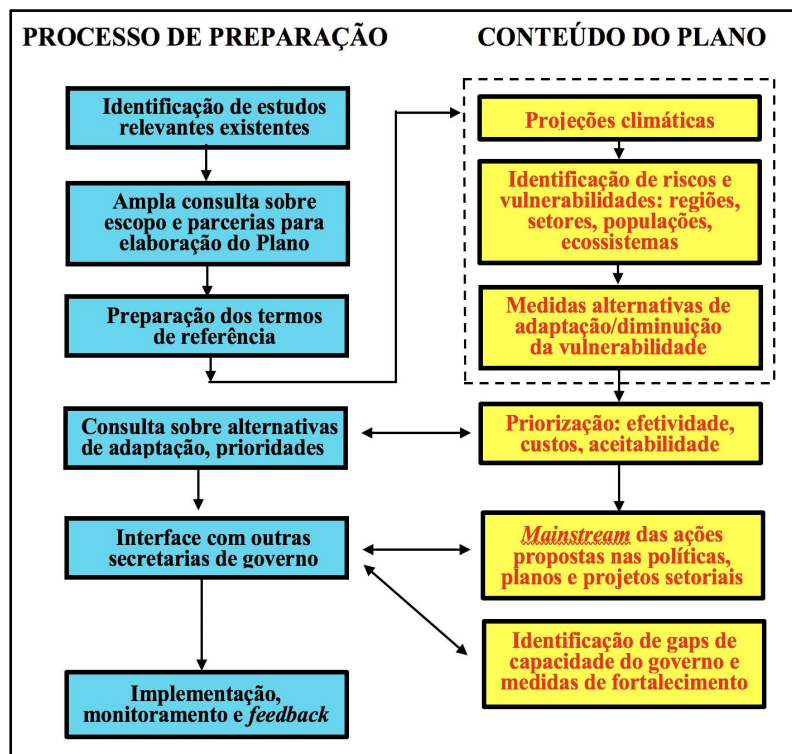 PROCESSO DE PREPARAÇÃO
Identificação de estudos
relevantes existentes
Ampla consulta sobre
escopo e parcerias para
elaboração do Plano
Preparação dos termos
de referência
Consulta sobre alternativas
de adaptação, prioridades
Interface com outras
secretarias de governo
Implementação,
monitoramento e feedback
CONTEÚDO DO PLANO
Projeções climáticas
Identificação de riscos e
vulnerabilidades: regiões,
setores, populações,
ecossistemas
Medidas alternativas de
adaptação/diminuição
da vulnerabilidade
Priorização: efetividade,
custos, aceitabilidade
Mainstream das ações
propostas nas políticas,
planos e projetos setoriais
Identificação de gaps de
capacidade do governo e
medidas de fortalecimento